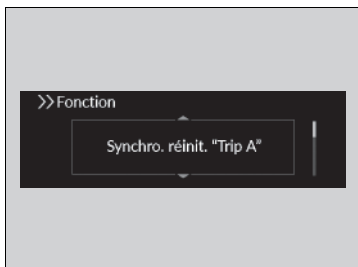 >> Fonction
Synchro. réinit. "Trip A"